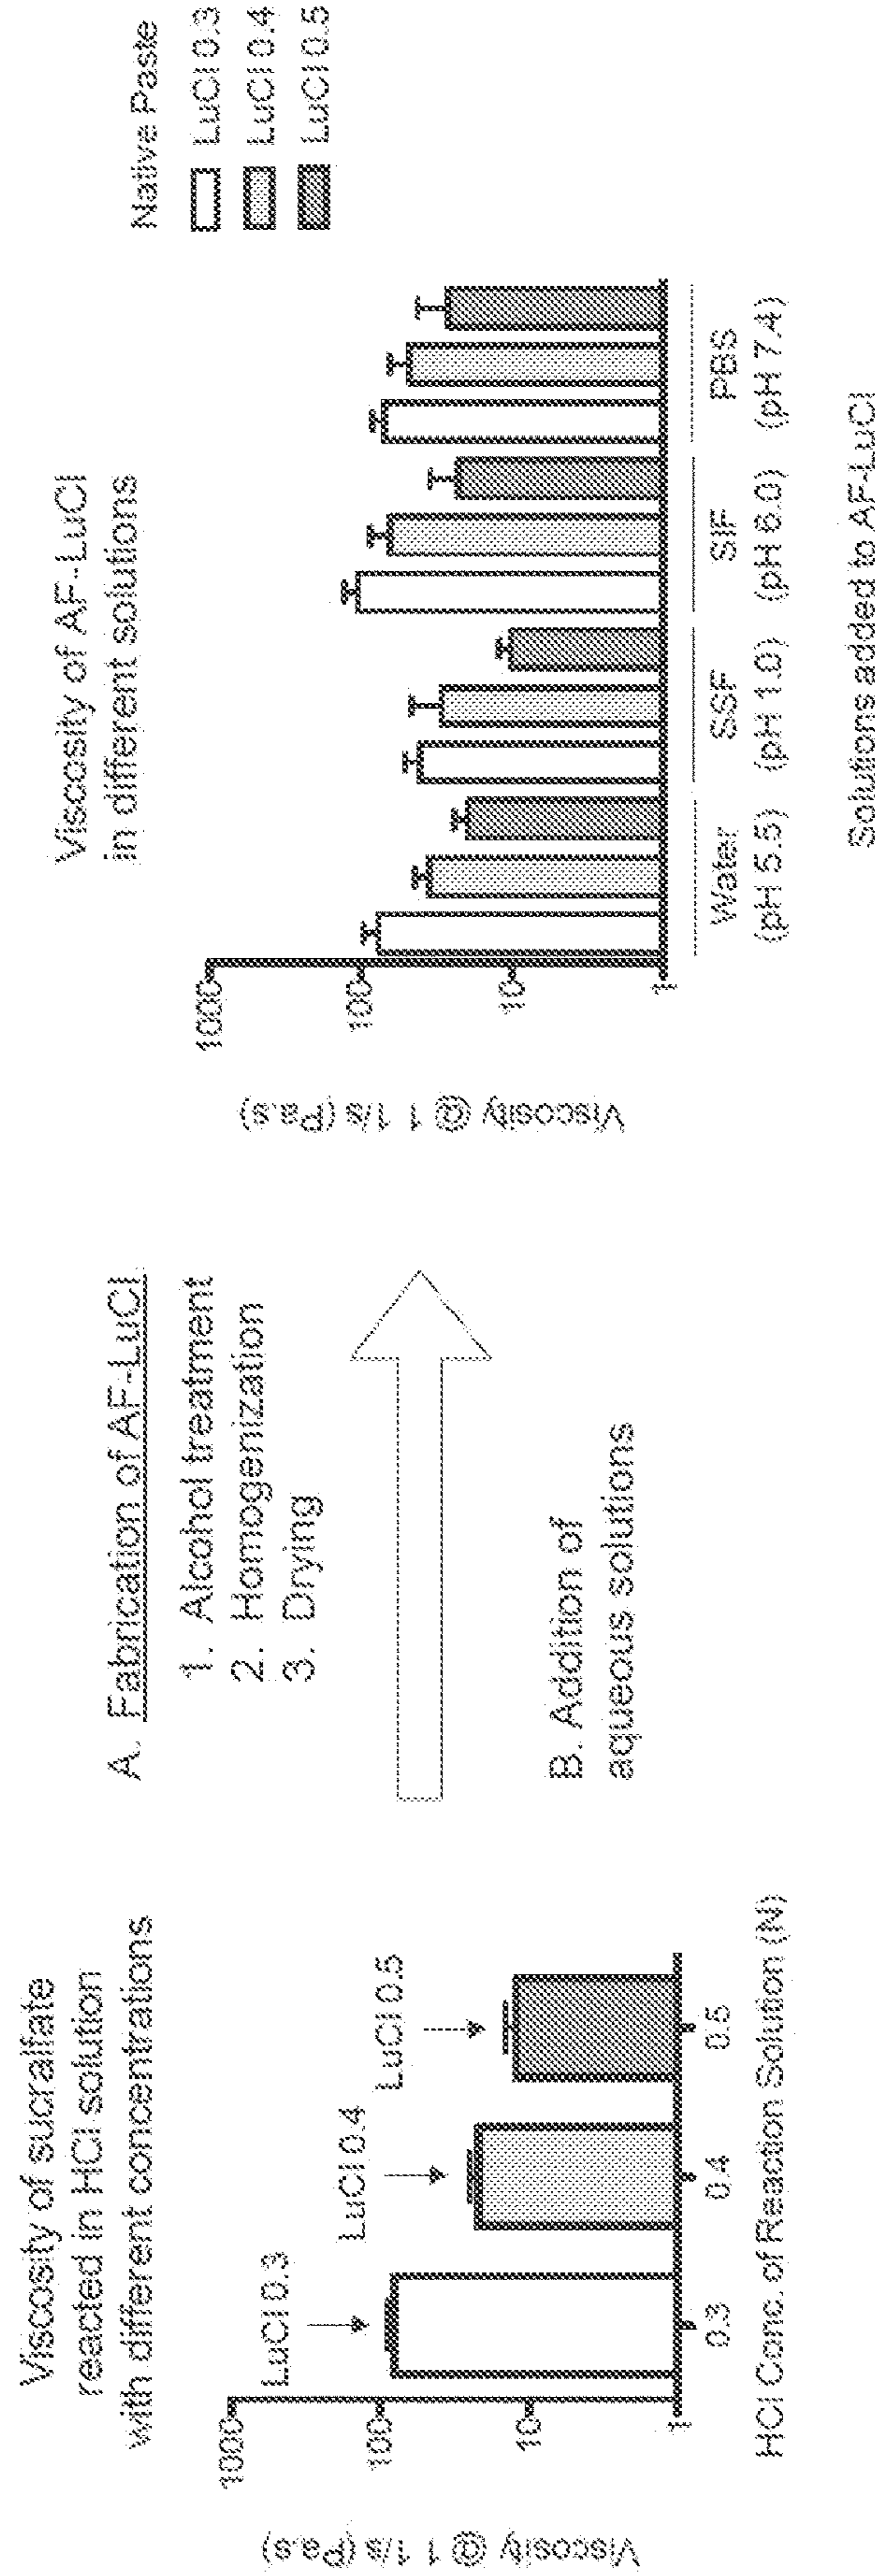 Viscosity of sucralfate
reacted in HCl solution
with different concentrations
Viscosity @ 1 1/s (Pa.s)
1000
100
10
1
LuCl 0.3
LuCl 0.4
LuCl 0.5
0.3
0.4
0.5
HCl Conc. of Reaction Solution (N)
A. Fabrication of AF-LuCl
1. Alcohol treatment
2. Homogenization
3. Drying
B. Addition of
aqueous solutions
Viscosity of AF-LuCl
in different solutions
Viscosity @ 1 1/s (Pa.s)
1000
100
10
1
Water
(pH 5.5)
SSF
(pH 1.0)
SIF
(pH 6.0)
PBS
(pH 7.4)
Solutions added to AF-LuCl
Native Paste
LuCl 0.3
LuCl 0.4
LuCl 0.5